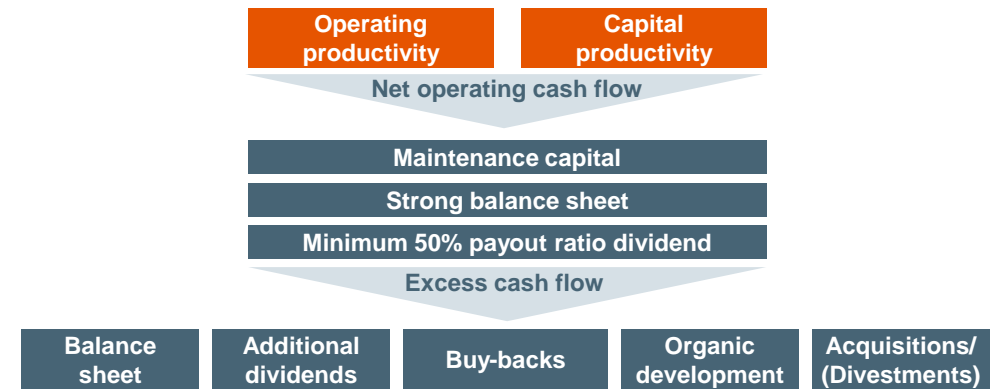 Operating
productivity
Capital
productivity
Net operating cash flow
Maintenance capital
Strong balance sheet
Minimum 50% payout ratio dividend
Excess cash flow
Balance
sheet
Additional
dividends
Buy-backs
Organic
development
Acquisitions/
(Divestments)